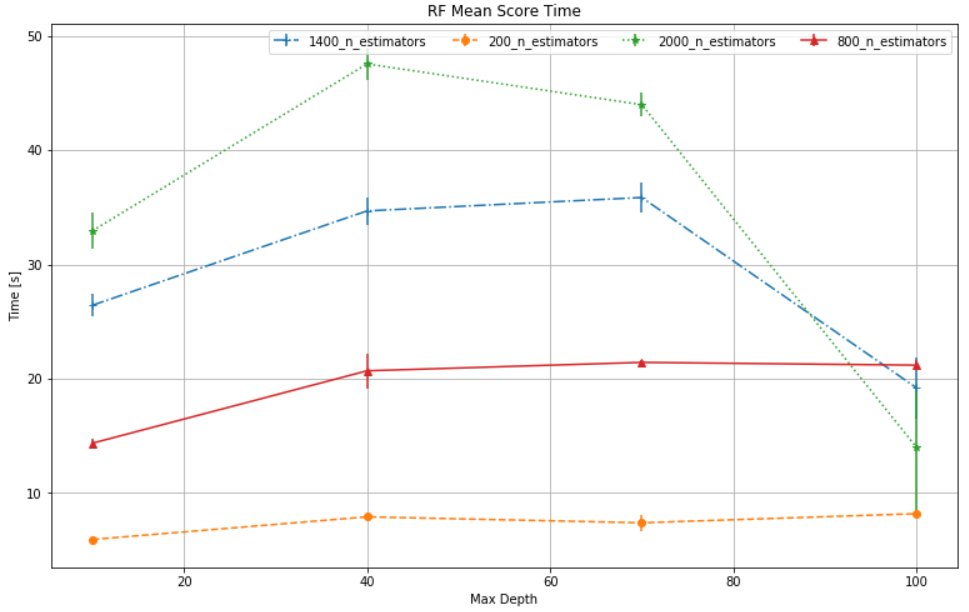 RF Mean Score Time
1400_n_estimators 200_n_estimators 2000_n_estimators 800_n_estimators
50
40
30
20
10
Time [s]
20 40 60 80 100
Max Depth